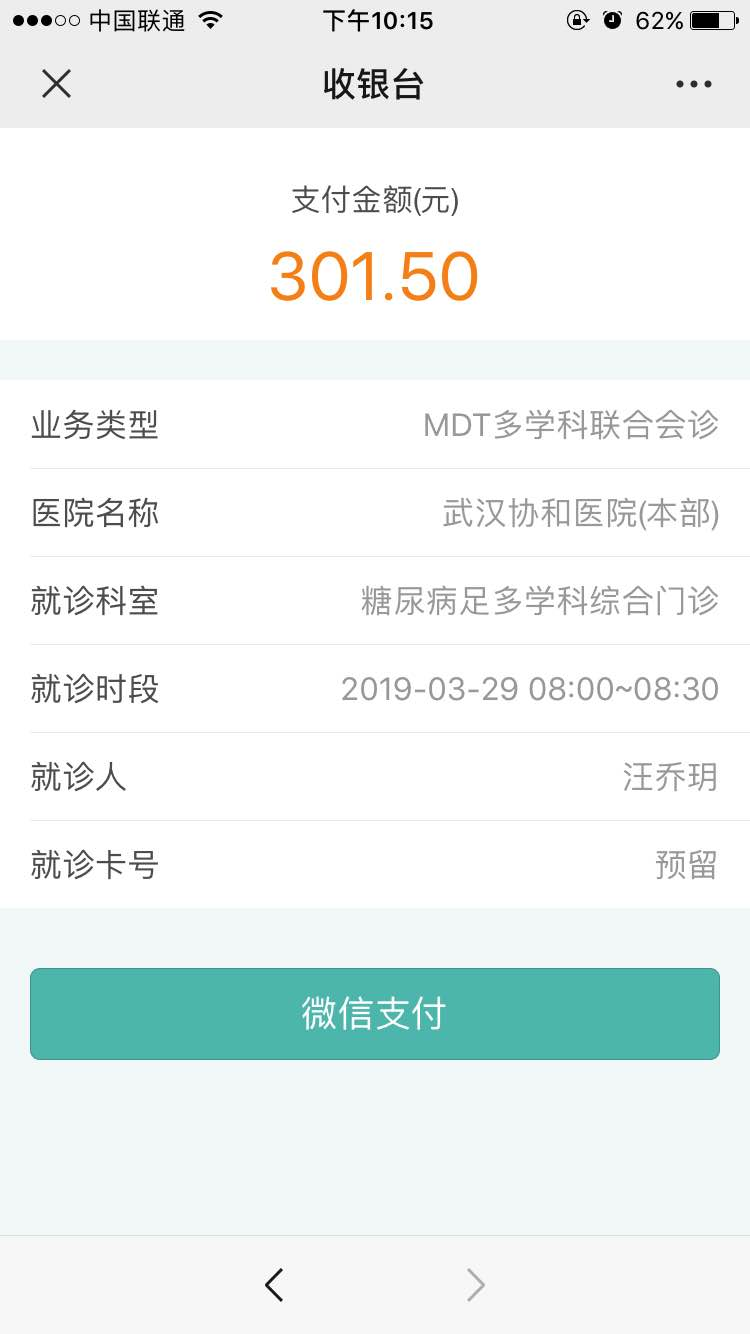 中国联通 下午10:15 62%
收银台
支付金额(元)
301.50
业务类型 MDT多学科联合会诊
医院名称 武汉协和医院(本部)
就诊科室 糖尿病足多学科综合门诊
就诊时段 2019-03-29 08:00~08:30
就诊人 汪乔玥
就诊卡号 预留
微信支付